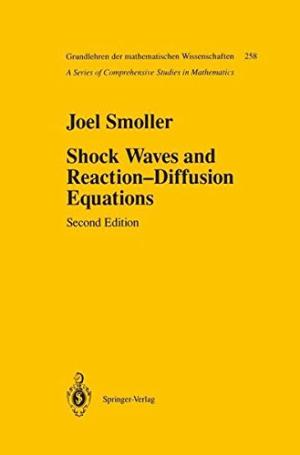 Grundlehren der mathematischen Wissenschaften 258
A Series of Comprehensive Studies in Mathematics
Joel Smoller
Shock Waves and
Reaction–Diffusion
Equations
Second Edition
Springer-Verlag